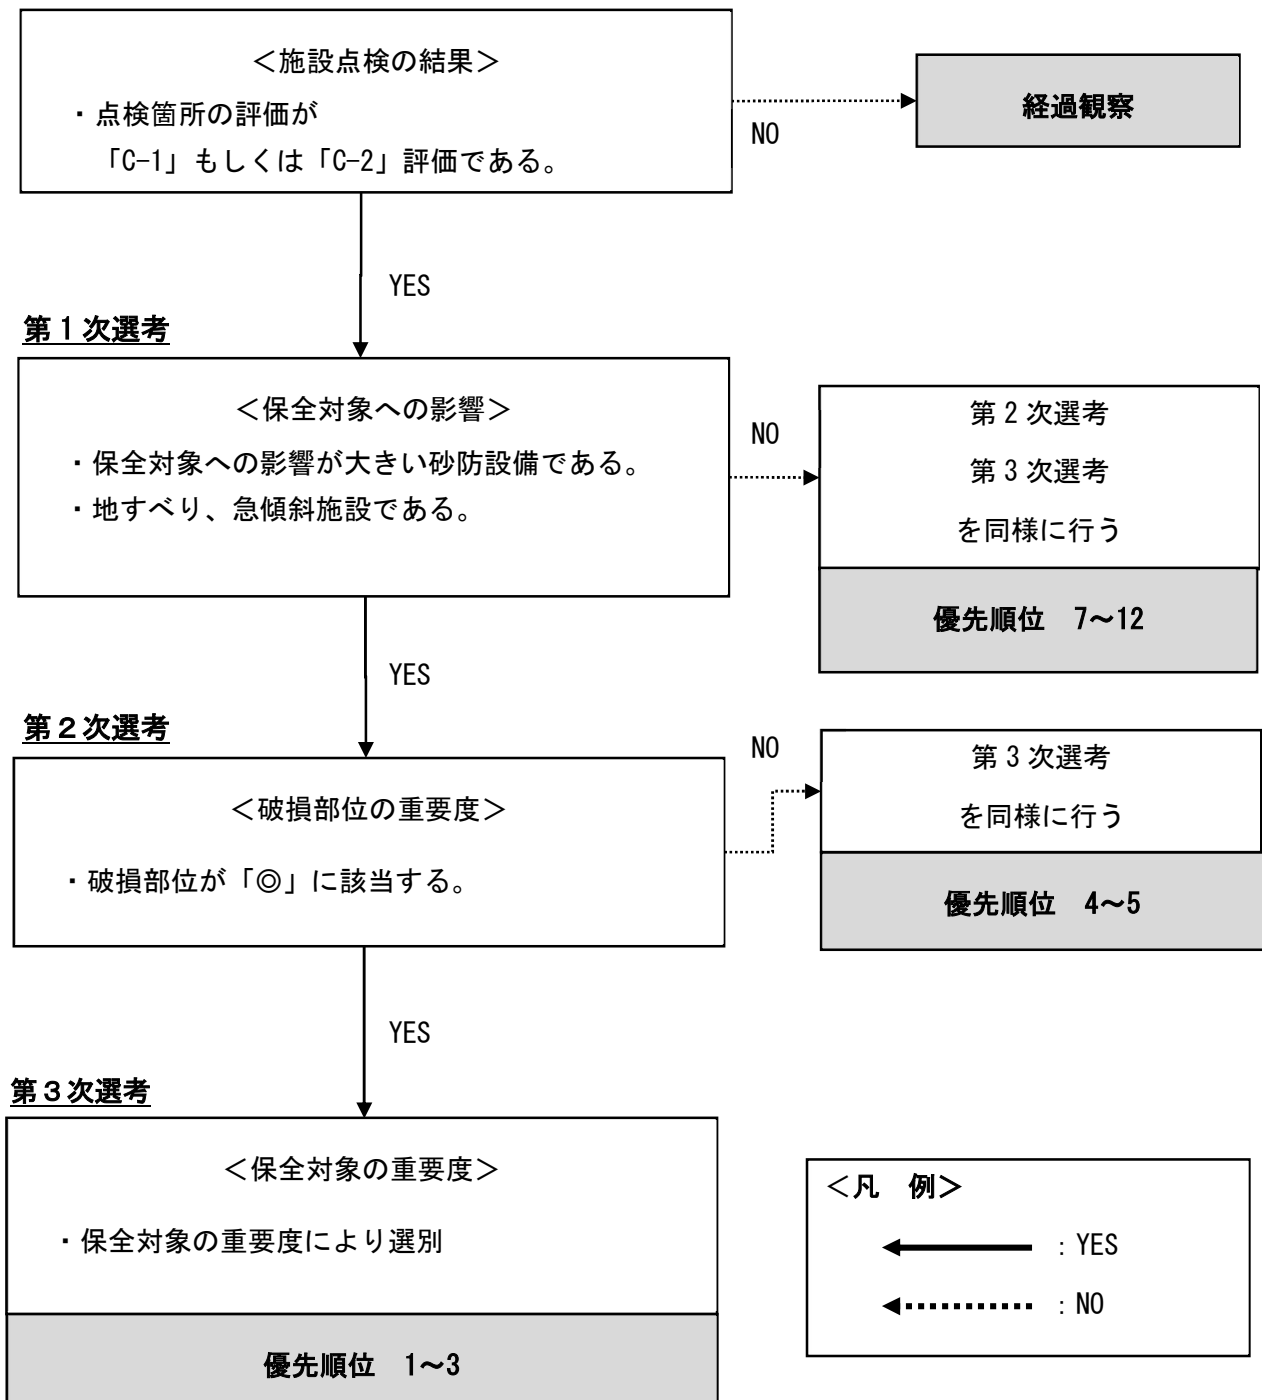 ＜施設点検の結果＞
・点検箇所の評価が
「C-1」もしくは「C-2」評価である。
NO
経過観察
YES
第１次選考
＜保全対象への影響＞
・保全対象への影響が大きい砂防設備である。
・地すべり、急傾斜施設である。
NO
第２次選考
第３次選考
を同様に行う
優先順位　7～12
YES
第２次選考
＜破損部位の重要度＞
・破損部位が「◎」に該当する。
NO
第３次選考
を同様に行う
優先順位　4～5
YES
第３次選考
＜保全対象の重要度＞
・保全対象の重要度により選別
優先順位　1～3
＜凡　例＞
：YES
：NO